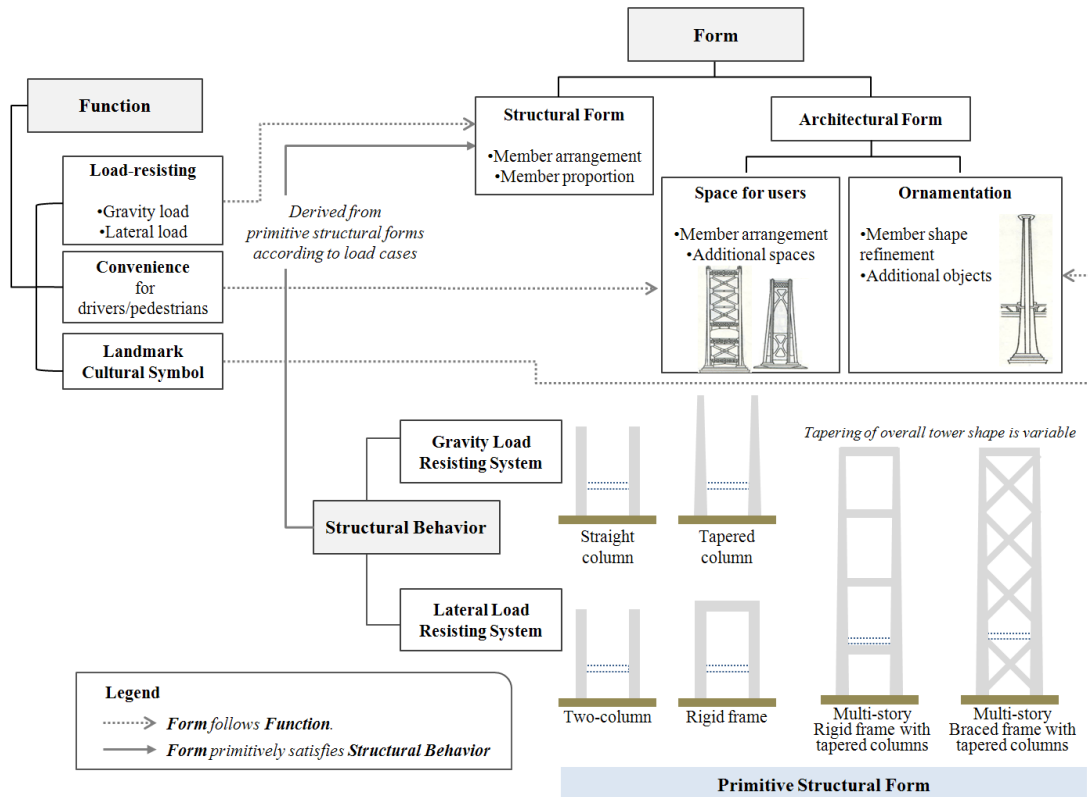 Form
Function
Structural Form
•Member arrangement
•Member proportion
Architectural Form
Load-resisting
•Gravity load
•Lateral load
Derived from
primitive structural forms
according to load cases
Space for users
•Member arrangement
•Additional spaces
Ornamentation
•Member shape
refinement
•Additional objects
Convenience
for
drivers/pedestrians
Landmark
Cultural Symbol
Gravity Load
Resisting System
Tapering of overall tower shape is variable
Structural Behavior
Straight
column
Tapered
column
Lateral Load
Resisting System
Two-column
Rigid frame
Multi-story
Rigid frame with
tapered columns
Multi-story
Braced frame with
tapered columns
Legend
Form follows Function.
Form primitively satisfies Structural Behavior
Primitive Structural Form